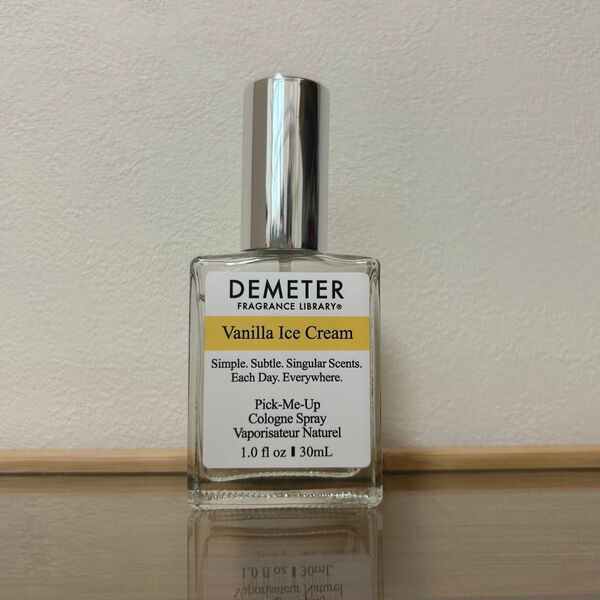 DEMETER
FRAGRANCE LIBRARY®
Vanilla Ice Cream
Simple. Subtle. Singular Scents.
Each Day. Everywhere.
Pick-Me-Up
Cologne Spray
Vaporisateur Naturel
1.0 fl oz ▮ 30mL